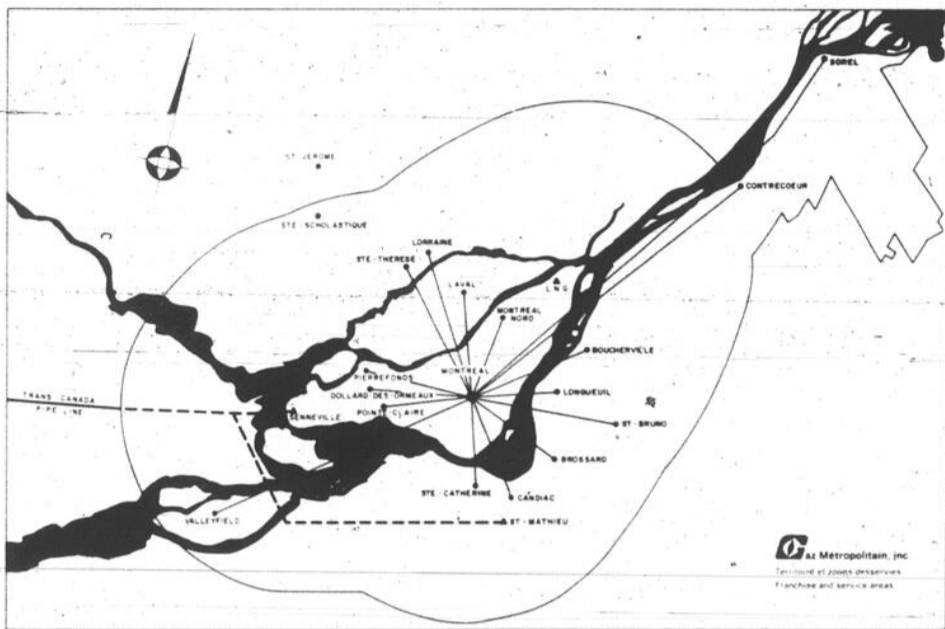 SOREL
CONTRECOEUR
ST-JEROME
STE-SCHOLASTIQUE
LORRAINE
STE-THERESE
LAVAL
L.N.G.
MONTREAL
NORD
BOUCHERVILLE
MONTREAL
PIERREFONDS
DOLLARD-DES-ORMEAUX
LONGUEUIL
TRANS-CANADA
PIPE LINE
SENNEVILLE
POINTE-CLAIRE
ST-BRUNO
BROSSARD
STE-CATHERINE
CANDIAC
VALLEYFIELD
ST-MATHIEU
Gaz Métropolitain, inc
Territoire et zones desservies
Franchise and service areas